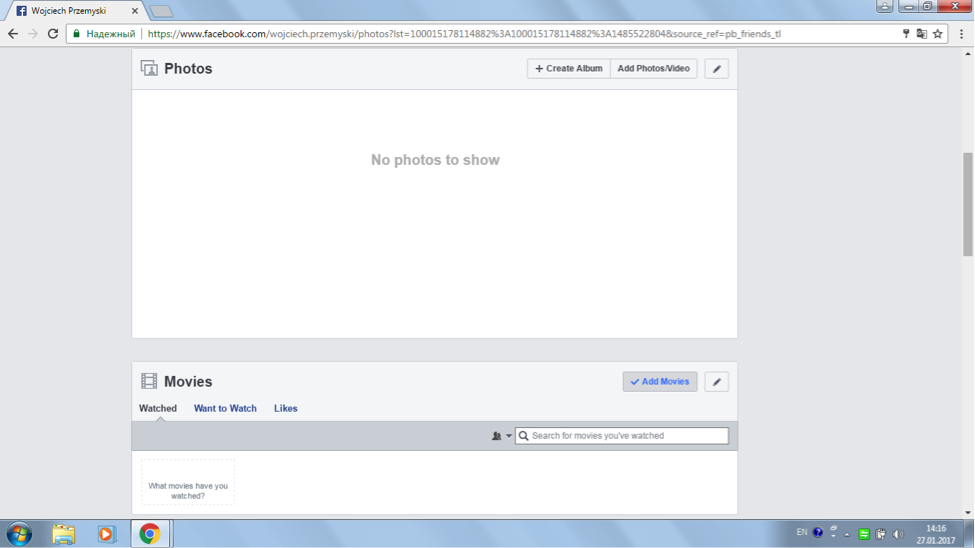 Wojciech Przemyski
Надежный
https://www.facebook.com/wojciech.przemyski/photos?lst=100015178114882%3A100015178114882%3A1485522804&source_ref=pb_friends_tl
Photos
+ Create Album
Add Photos/Video
No photos to show
Movies
Add Movies
Watched
Want to Watch
Likes
Search for movies you've watched
What movies have you
watched?
EN
14:16
27.01.2017